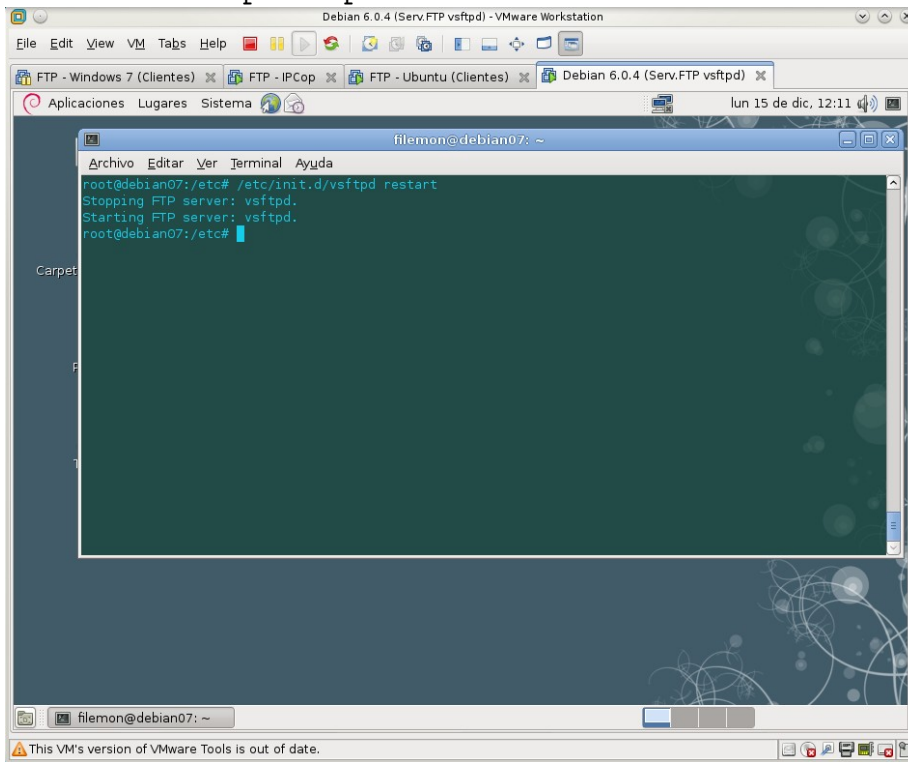 Debian 6.0.4 (Serv.FTP vsftpd) - VMware Workstation
File Edit View VM Tabs Help
FTP - Windows 7 (Clientes) FTP - IPCop FTP - Ubuntu (Clientes) Debian 6.0.4 (Serv.FTP vsftpd)
Aplicaciones Lugares Sistema lun 15 de dic, 12:11
filemon@debian07: ~
Archivo Editar Ver Terminal Ayuda
root@debian07:/etc# /etc/init.d/vsftpd restart
Stopping FTP server: vsftpd.
Starting FTP server: vsftpd.
root@debian07:/etc#
Carpet
P
T
filemon@debian07: ~
This VM's version of VMware Tools is out of date.